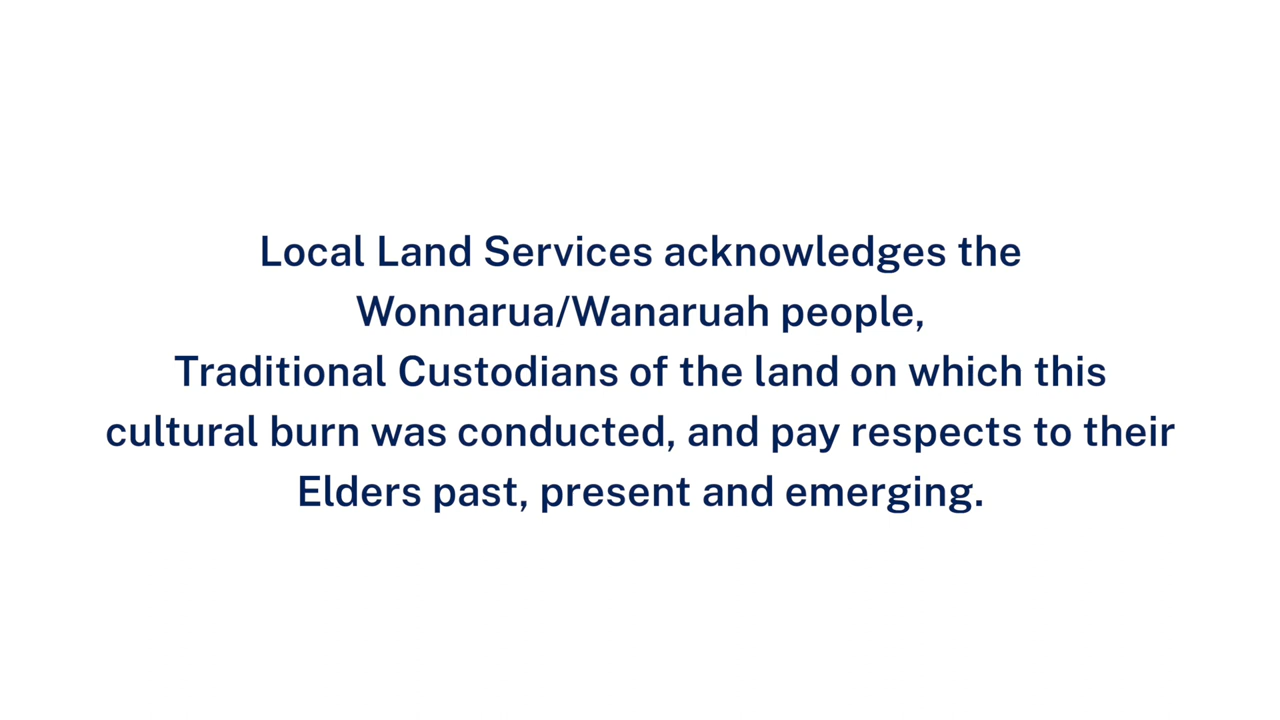 Local Land Services acknowledges the
Wonnarua/Wanaruah people,
Traditional Custodians of the land on which this
cultural burn was conducted, and pay respects to their
Elders past, present and emerging.